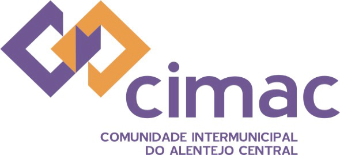 cimac
COMUNIDADE INTERMUNICIPAL
DO ALENTEJO CENTRAL